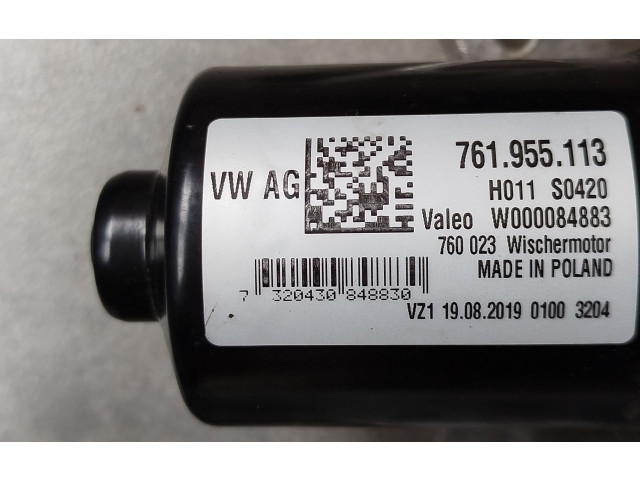 VW AG
761.955.113
H011 S0420
Valeo W000084883
760 023 Wischermotor
MADE IN POLAND
7 320430 848830
VZ1 19.08.2019 0100 3204